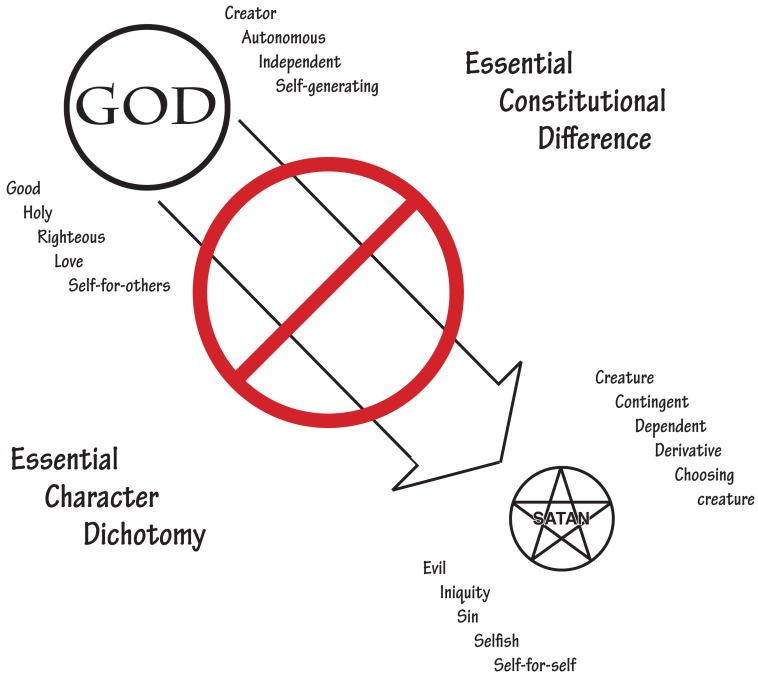 Creator
Autonomous
Independent
Self-generating
GOD
Essential
Constitutional
Difference
Good
Holy
Righteous
Love
Self-for-others
Creature
Contingent
Dependent
Derivative
Choosing
creature
Essential
Character
Dichotomy
SATAN
Evil
Iniquity
Sin
Selfish
Self-for-self